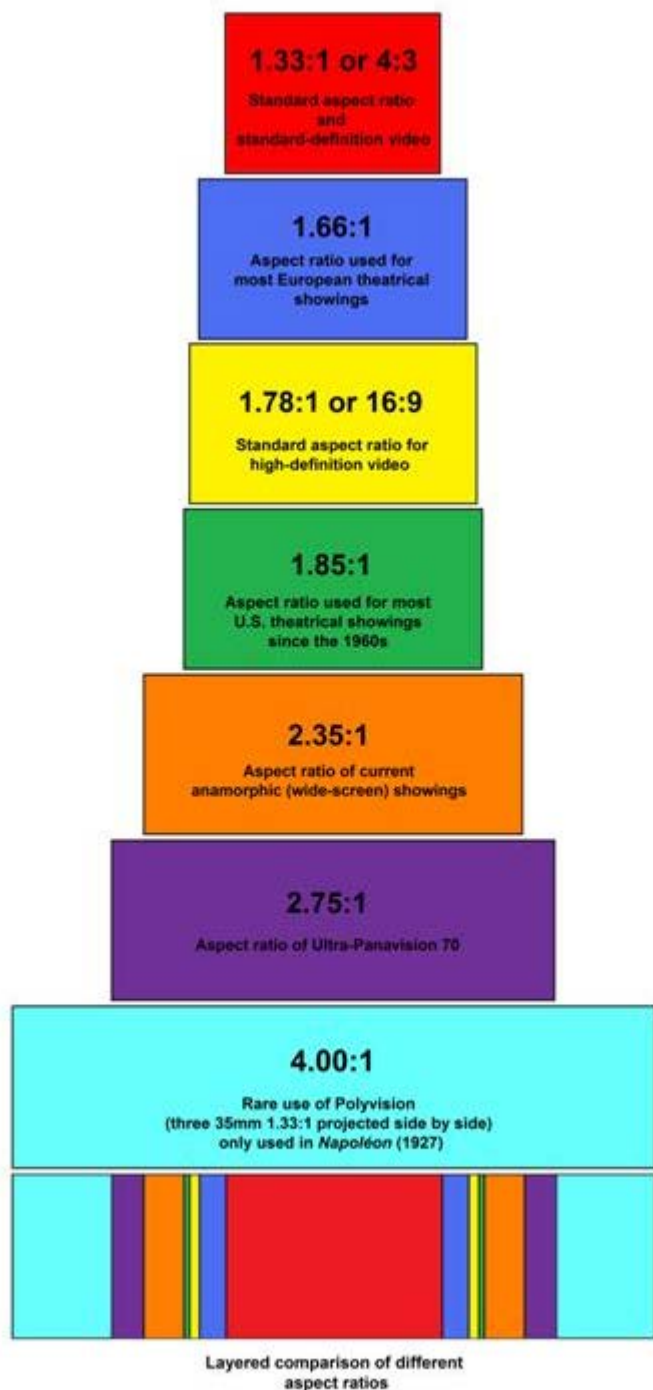 1.33:1 or 4:3
Standard aspect ratio
and
standard-definition video
1.66:1
Aspect ratio used for
most European theatrical
showings
1.78:1 or 16:9
Standard aspect ratio for
high-definition video
1.85:1
Aspect ratio used for most
U.S. theatrical showings
since the 1960s
2.35:1
Aspect ratio of current
anamorphic (wide-screen) showings
2.75:1
Aspect ratio of Ultra-Panavision 70
4.00:1
Rare use of Polyvision
(three 35mm 1.33:1 projected side by side)
only used in Napoléon (1927)
Layered comparison of different
aspect ratios